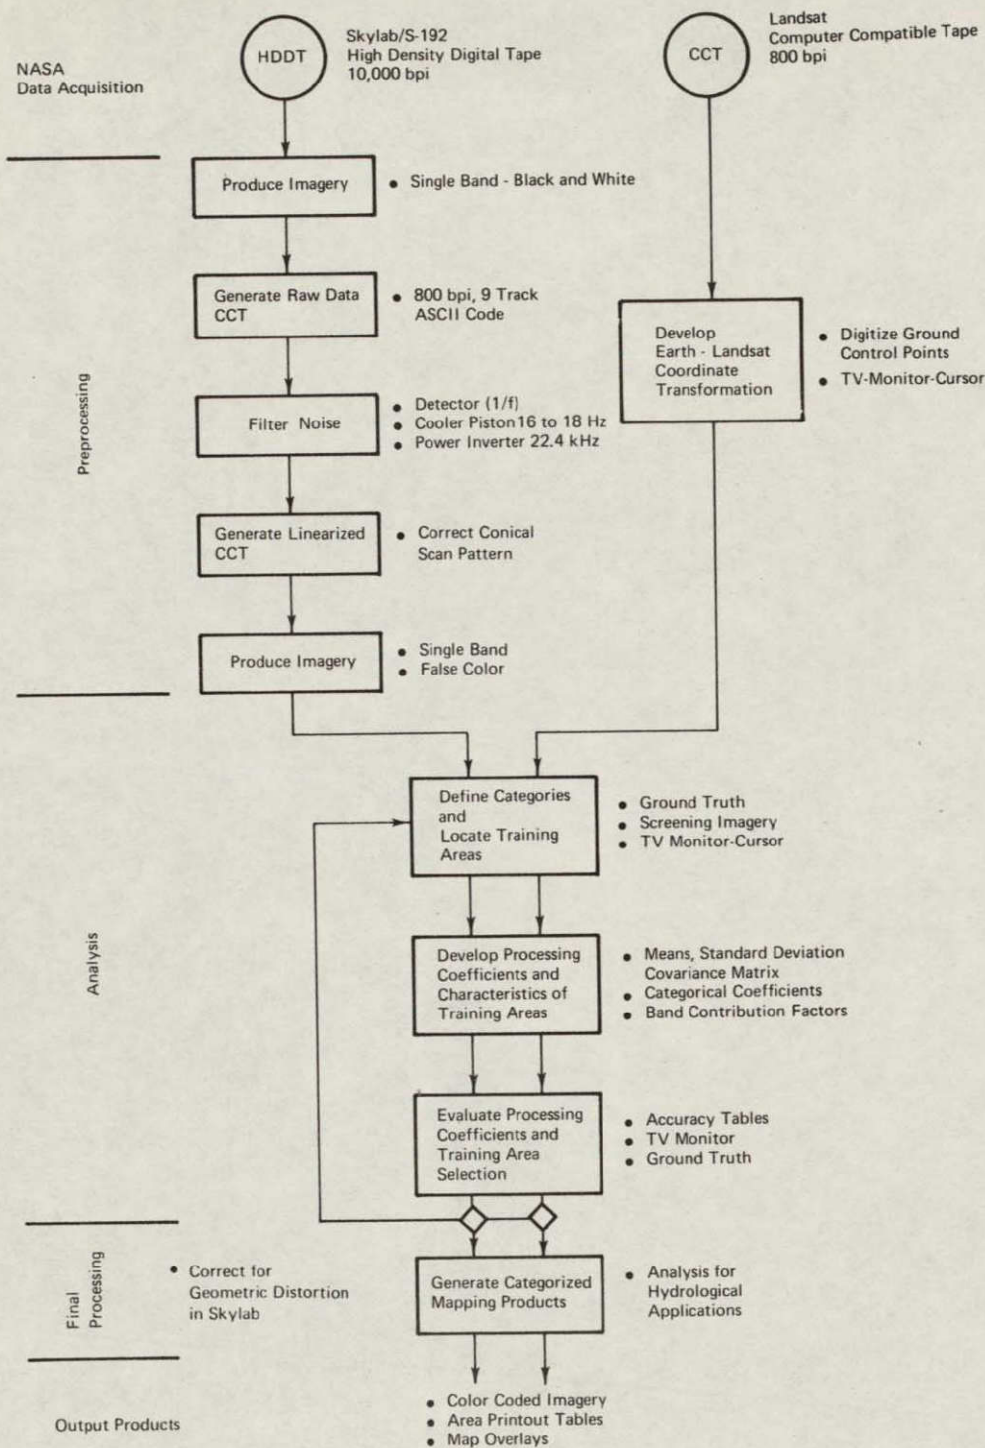 NASA
Data Acquisition
HDDT
Skylab/S-192
High Density Digital Tape
10,000 bpi
CCT
Landsat
Computer Compatible Tape
800 bpi
Preprocessing
Produce Imagery
• Single Band - Black and White
Generate Raw Data
CCT
• 800 bpi, 9 Track
ASCII Code
Filter Noise
• Detector (1/f)
• Cooler Piston 16 to 18 Hz
• Power Inverter 22.4 kHz
Generate Linearized
CCT
• Correct Conical
Scan Pattern
Produce Imagery
• Single Band
• False Color
Develop
Earth - Landsat
Coordinate
Transformation
• Digitize Ground
Control Points
• TV-Monitor-Cursor
Analysis
Define Categories
and
Locate Training
Areas
• Ground Truth
• Screening Imagery
• TV Monitor-Cursor
Develop Processing
Coefficients and
Characteristics of
Training Areas
• Means, Standard Deviation
Covariance Matrix
• Categorical Coefficients
• Band Contribution Factors
Evaluate Processing
Coefficients and
Training Area
Selection
• Accuracy Tables
• TV Monitor
• Ground Truth
Final
Processing
• Correct for
Geometric Distortion
in Skylab
Generate Categorized
Mapping Products
• Analysis for
Hydrological
Applications
Output Products
• Color Coded Imagery
• Area Printout Tables
• Map Overlays